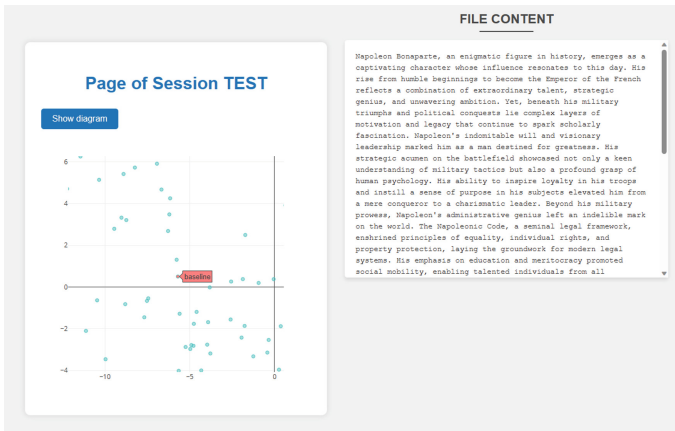 Page of Session TEST
Show diagram
6
4
2
0
−2
−4
−10
−5
0
baseline
FILE CONTENT
Napoleon Bonaparte, an enigmatic figure in history, emerges as a
captivating character whose influence resonates to this day. His
rise from humble beginnings to become the Emperor of the French
reflects a combination of extraordinary talent, strategic
genius, and unwavering ambition. Yet, beneath his military
triumphs and political conquests lie complex layers of
motivation and legacy that continue to spark scholarly
fascination. Napoleon's indomitable will and visionary
leadership marked him as a man destined for greatness. His
strategic acumen on the battlefield showcased not only a keen
understanding of military tactics but also a profound grasp of
human psychology. His ability to inspire loyalty in his troops
and instill a sense of purpose in his subjects elevated him from
a mere conqueror to a charismatic leader. Beyond his military
prowess, Napoleon's administrative genius left an indelible mark
on the world. The Napoleonic Code, a seminal legal framework,
enshrined principles of equality, individual rights, and
property protection, laying the groundwork for modern legal
systems. His emphasis on education and meritocracy promoted
social mobility, enabling talented individuals from all